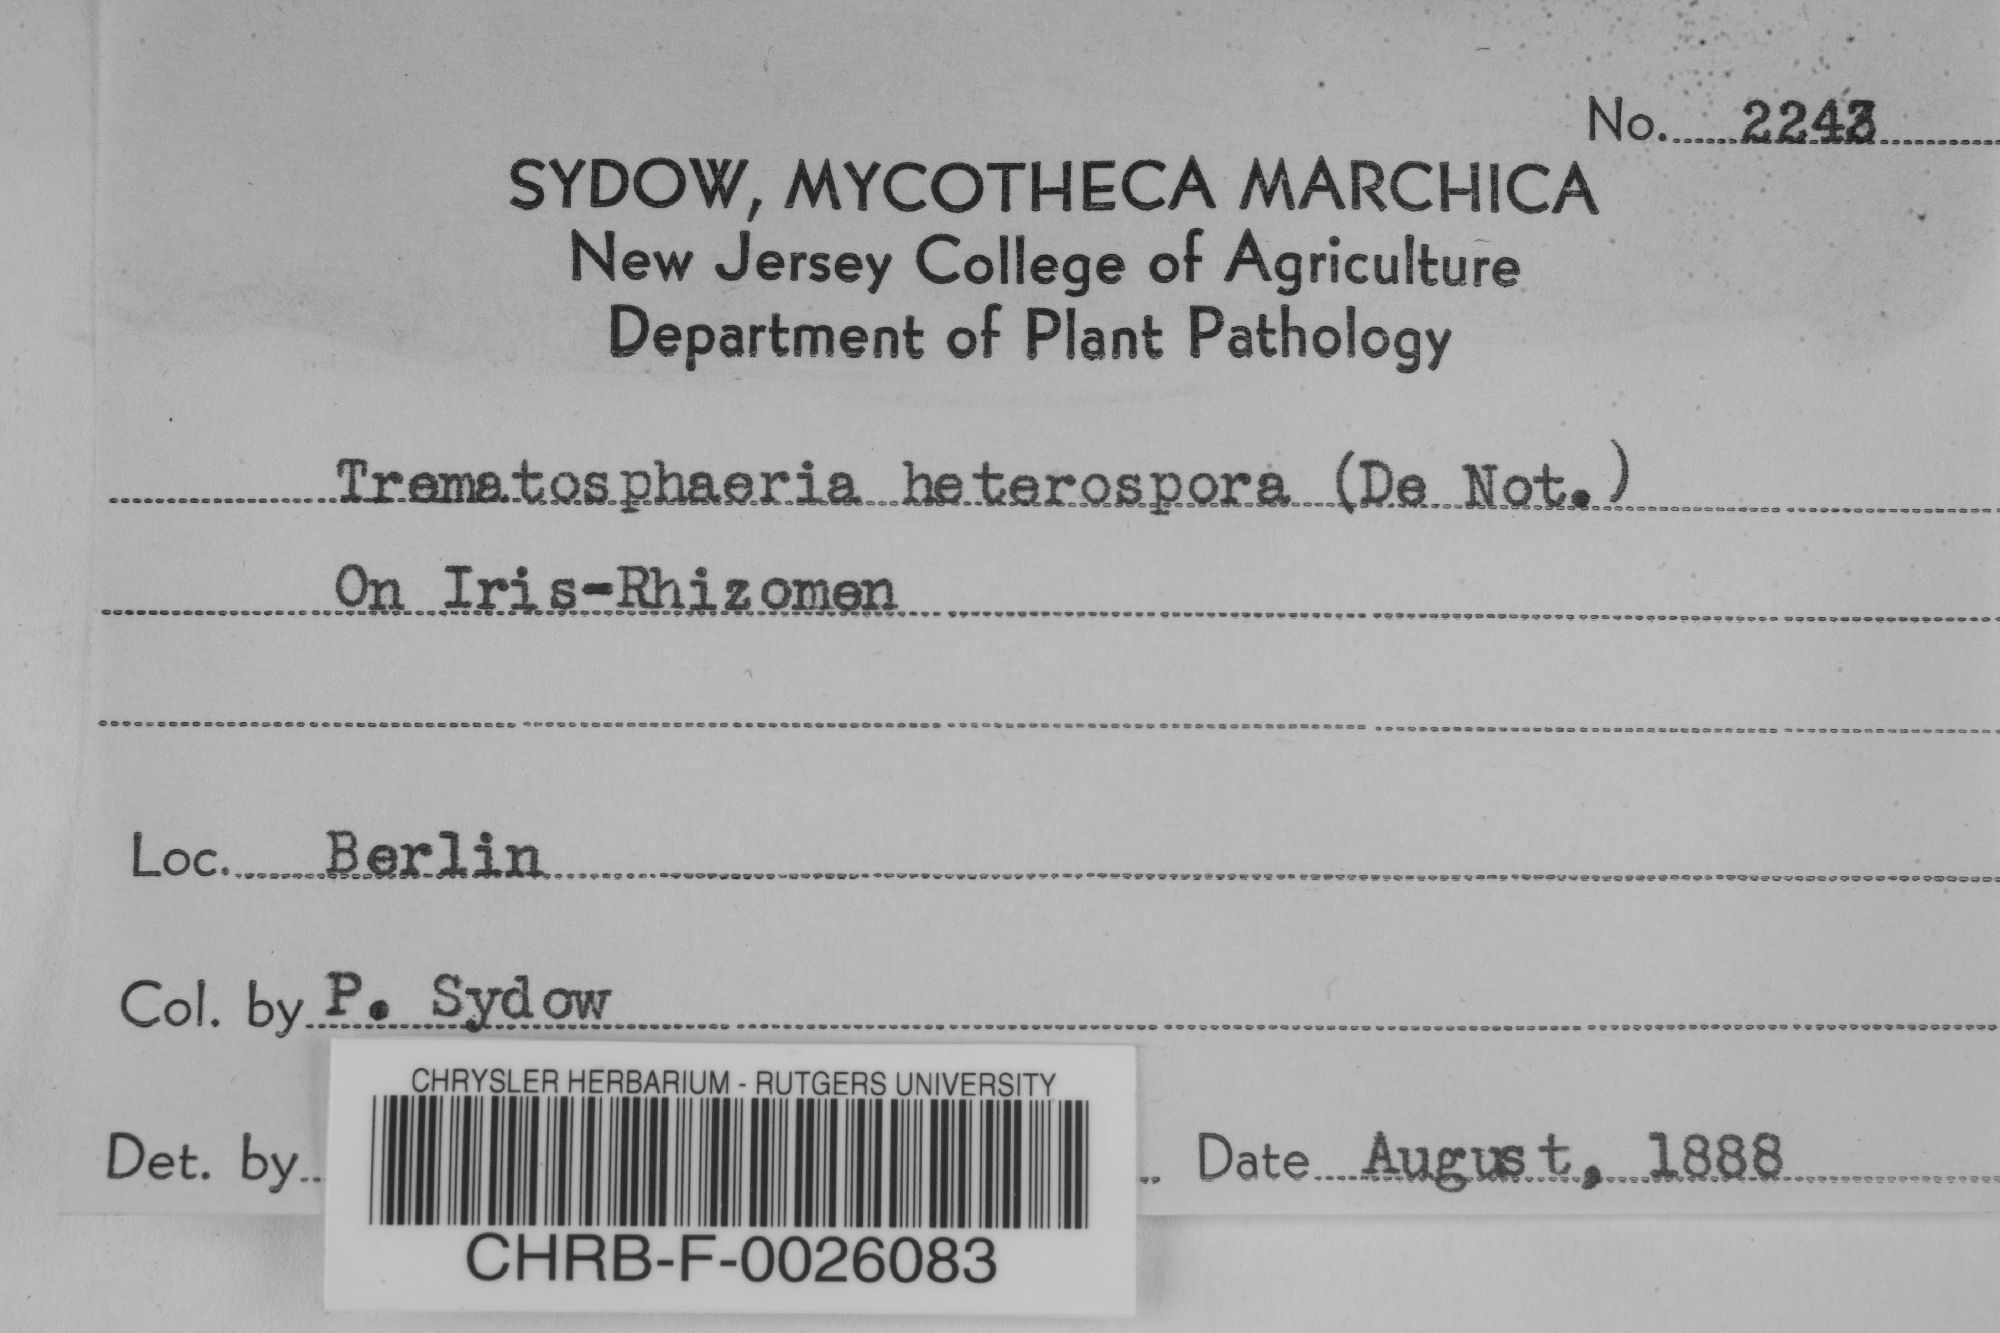 No. 2243
SYDOW, MYCOTHECA MARCHICA
New Jersey College of Agriculture
Department of Plant Pathology
Trematosphaeria heterospora (De Not.)
On Iris-Rhizomen
Loc. Berlin
Col. by P. Sydow
Det. by
Date August, 1888
CHRYSLER HERBARIUM - RUTGERS UNIVERSITY
CHRB-F-0026083